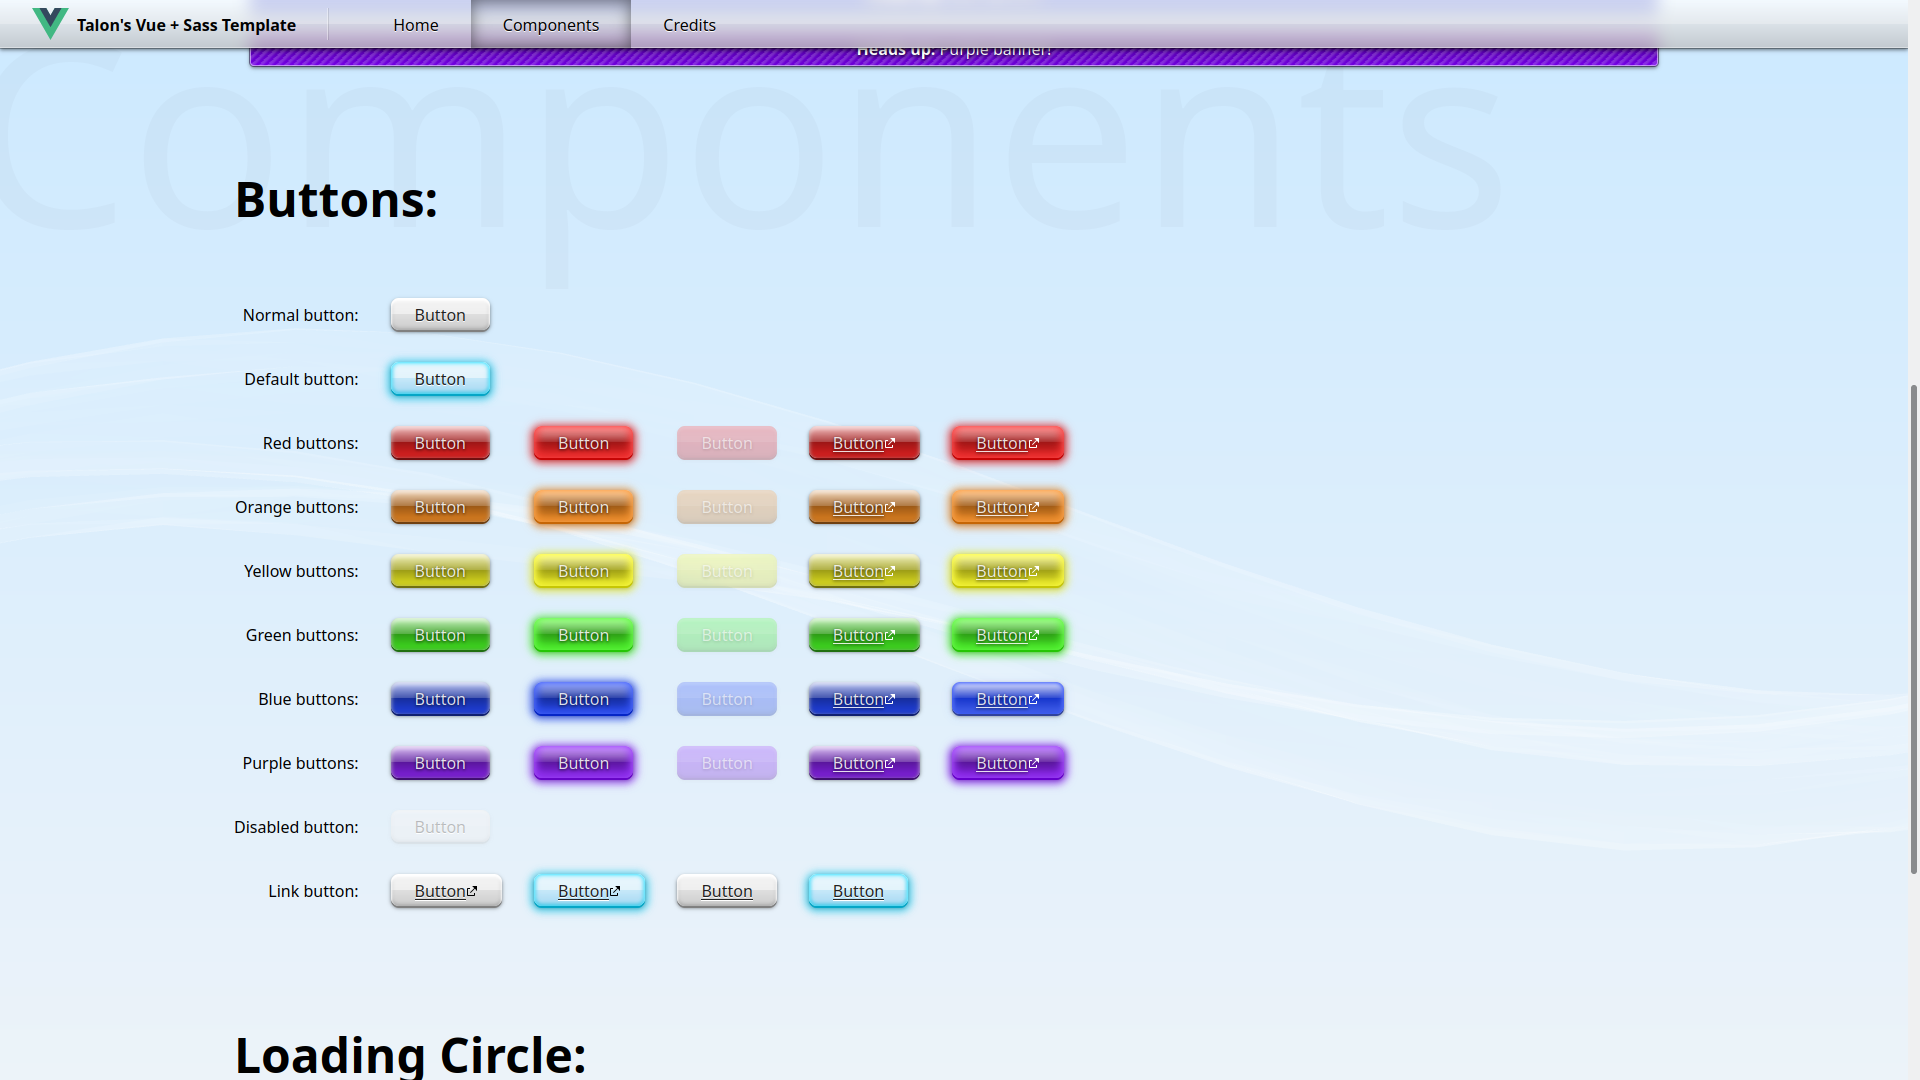 Talon's Vue + Sass Template Home Components Credits
Heads up: Purple banner!
Components
Buttons:
Normal button: Button
Default button: Button
Red buttons: Button Button Button Button Button
Orange buttons: Button Button Button Button Button
Yellow buttons: Button Button Button Button Button
Green buttons: Button Button Button Button Button
Blue buttons: Button Button Button Button Button
Purple buttons: Button Button Button Button Button
Disabled button: Button
Link button: Button Button Button Button
Loading Circle: